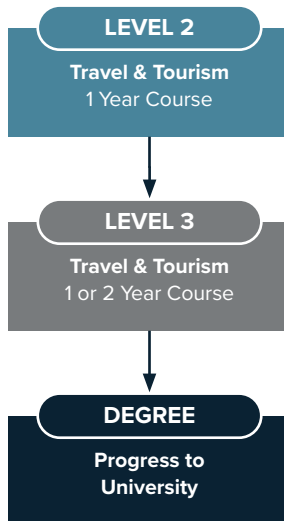 LEVEL 2
Travel & Tourism
1 Year Course
LEVEL 3
Travel & Tourism
1 or 2 Year Course
DEGREE
Progress to
University